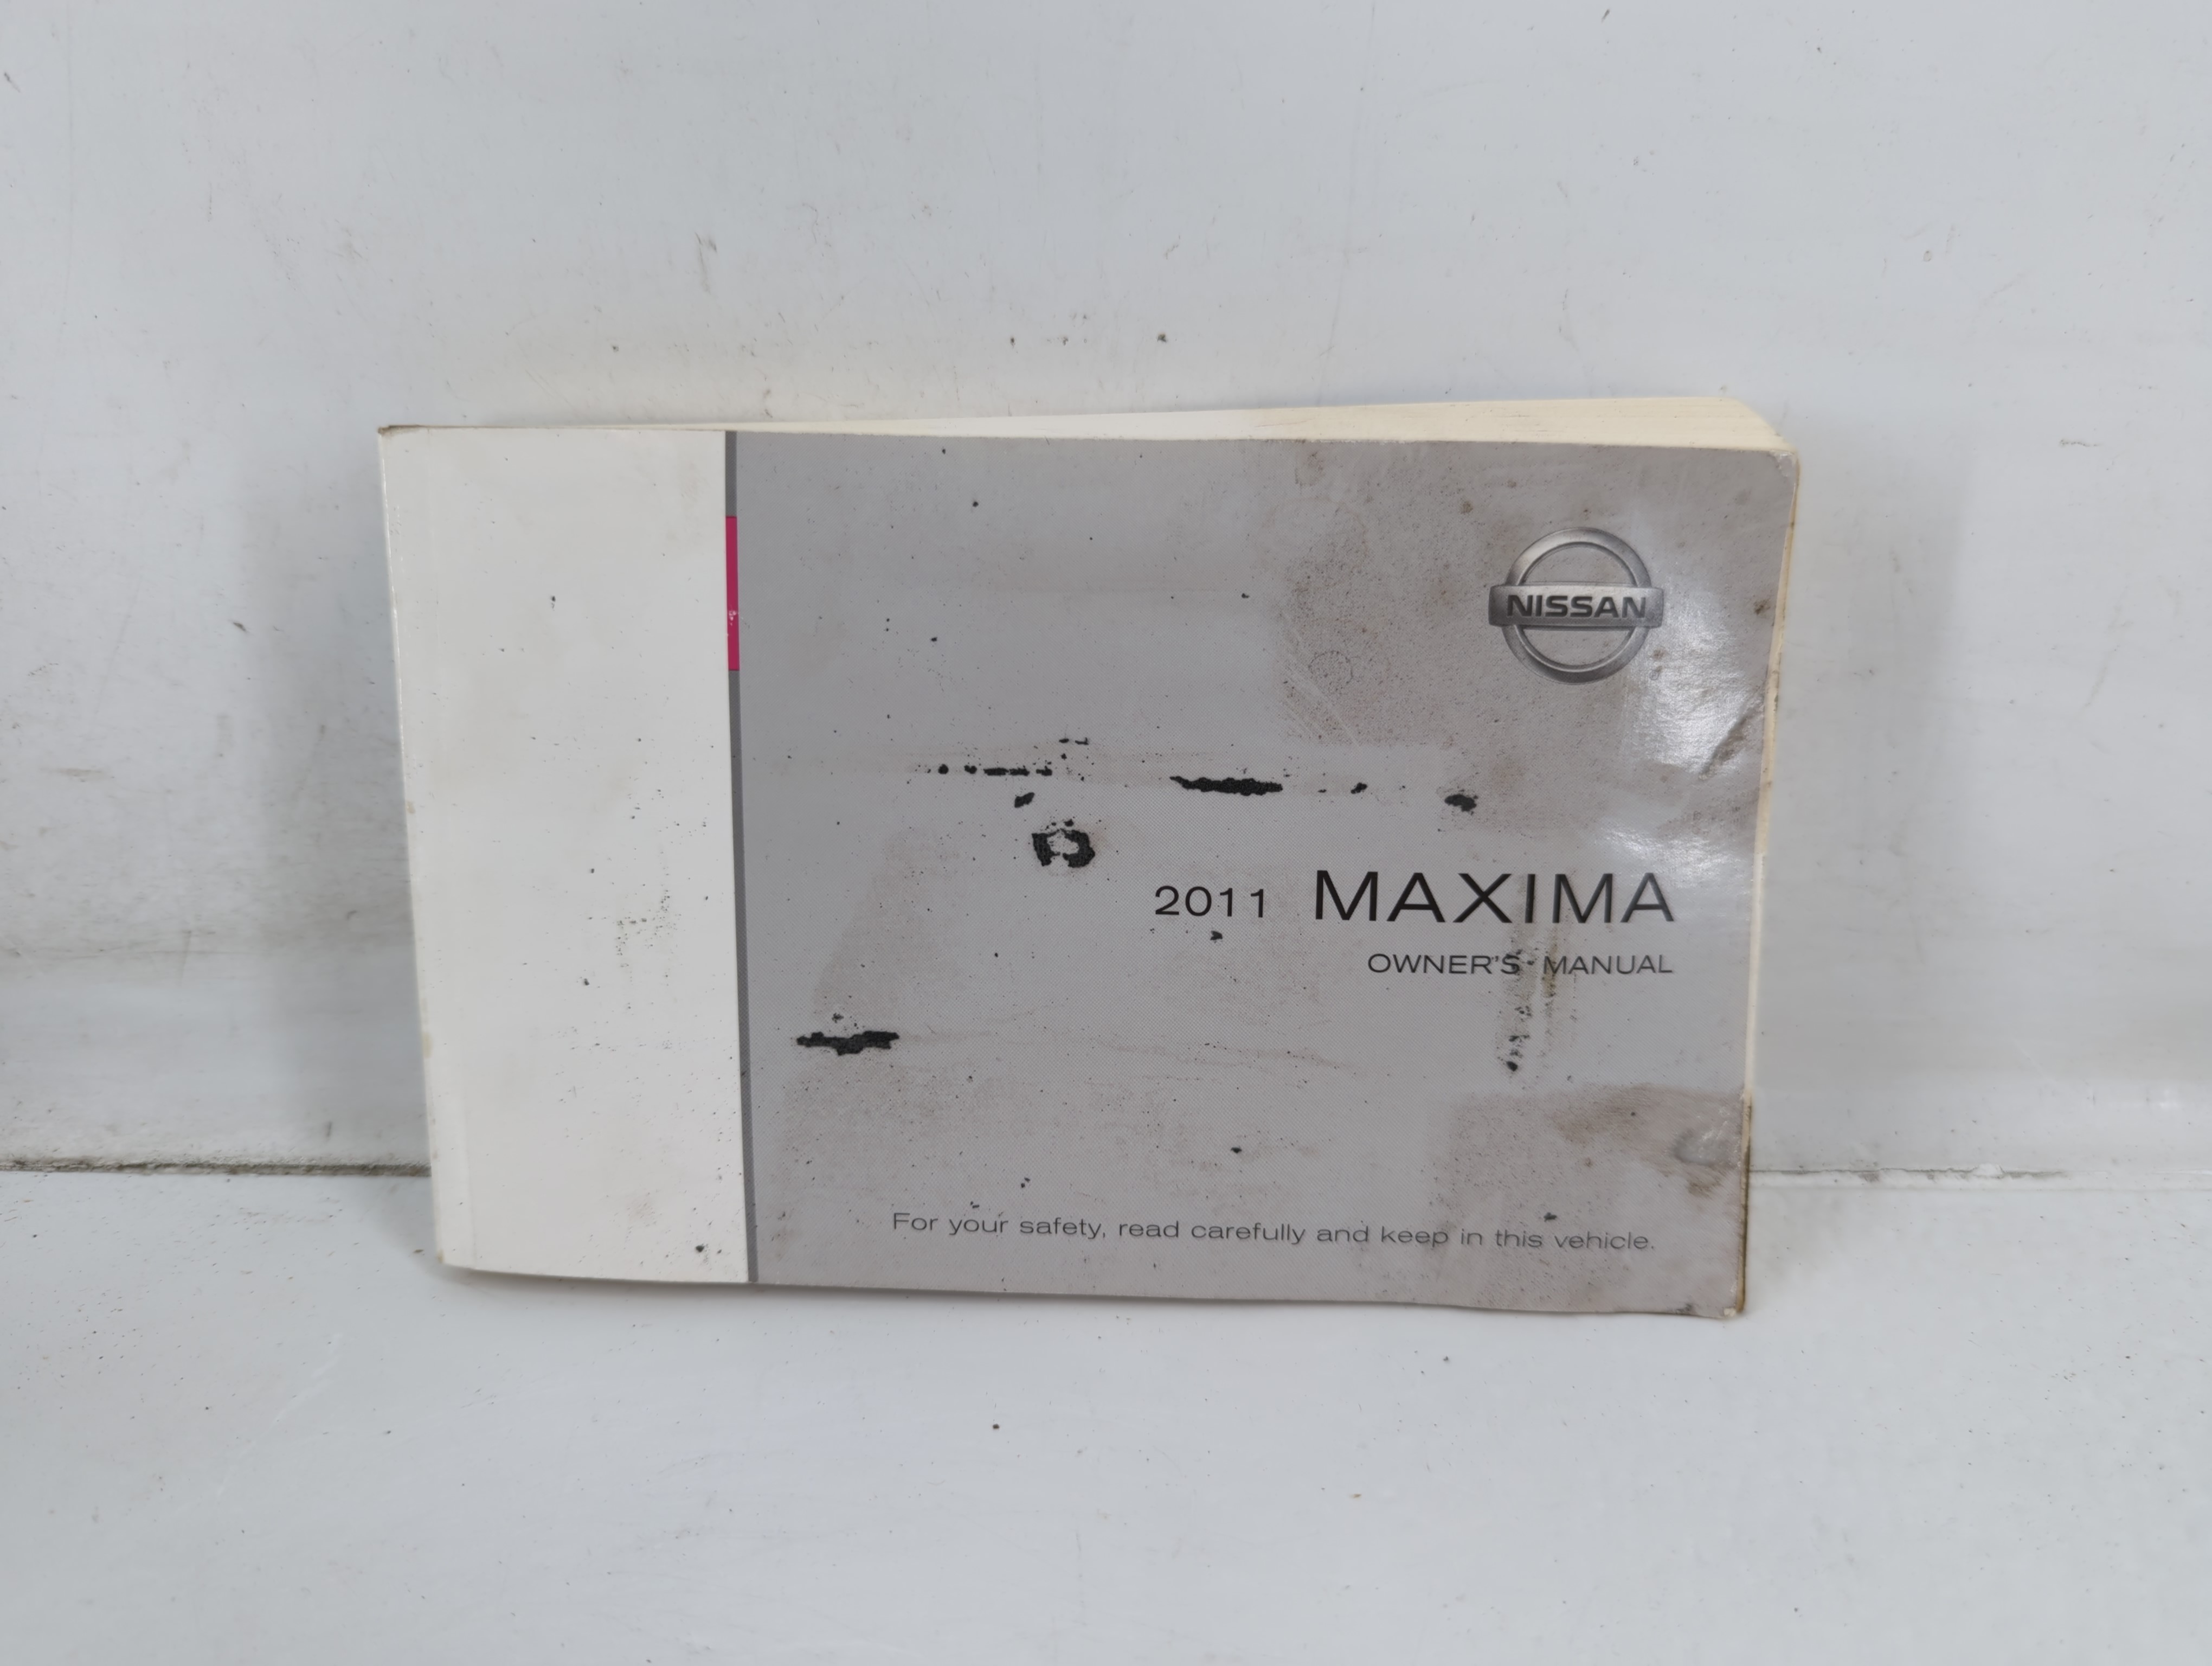 NISSAN
2011 MAXIMA
OWNER'S MANUAL
For your safety, read carefully and keep in this vehicle.